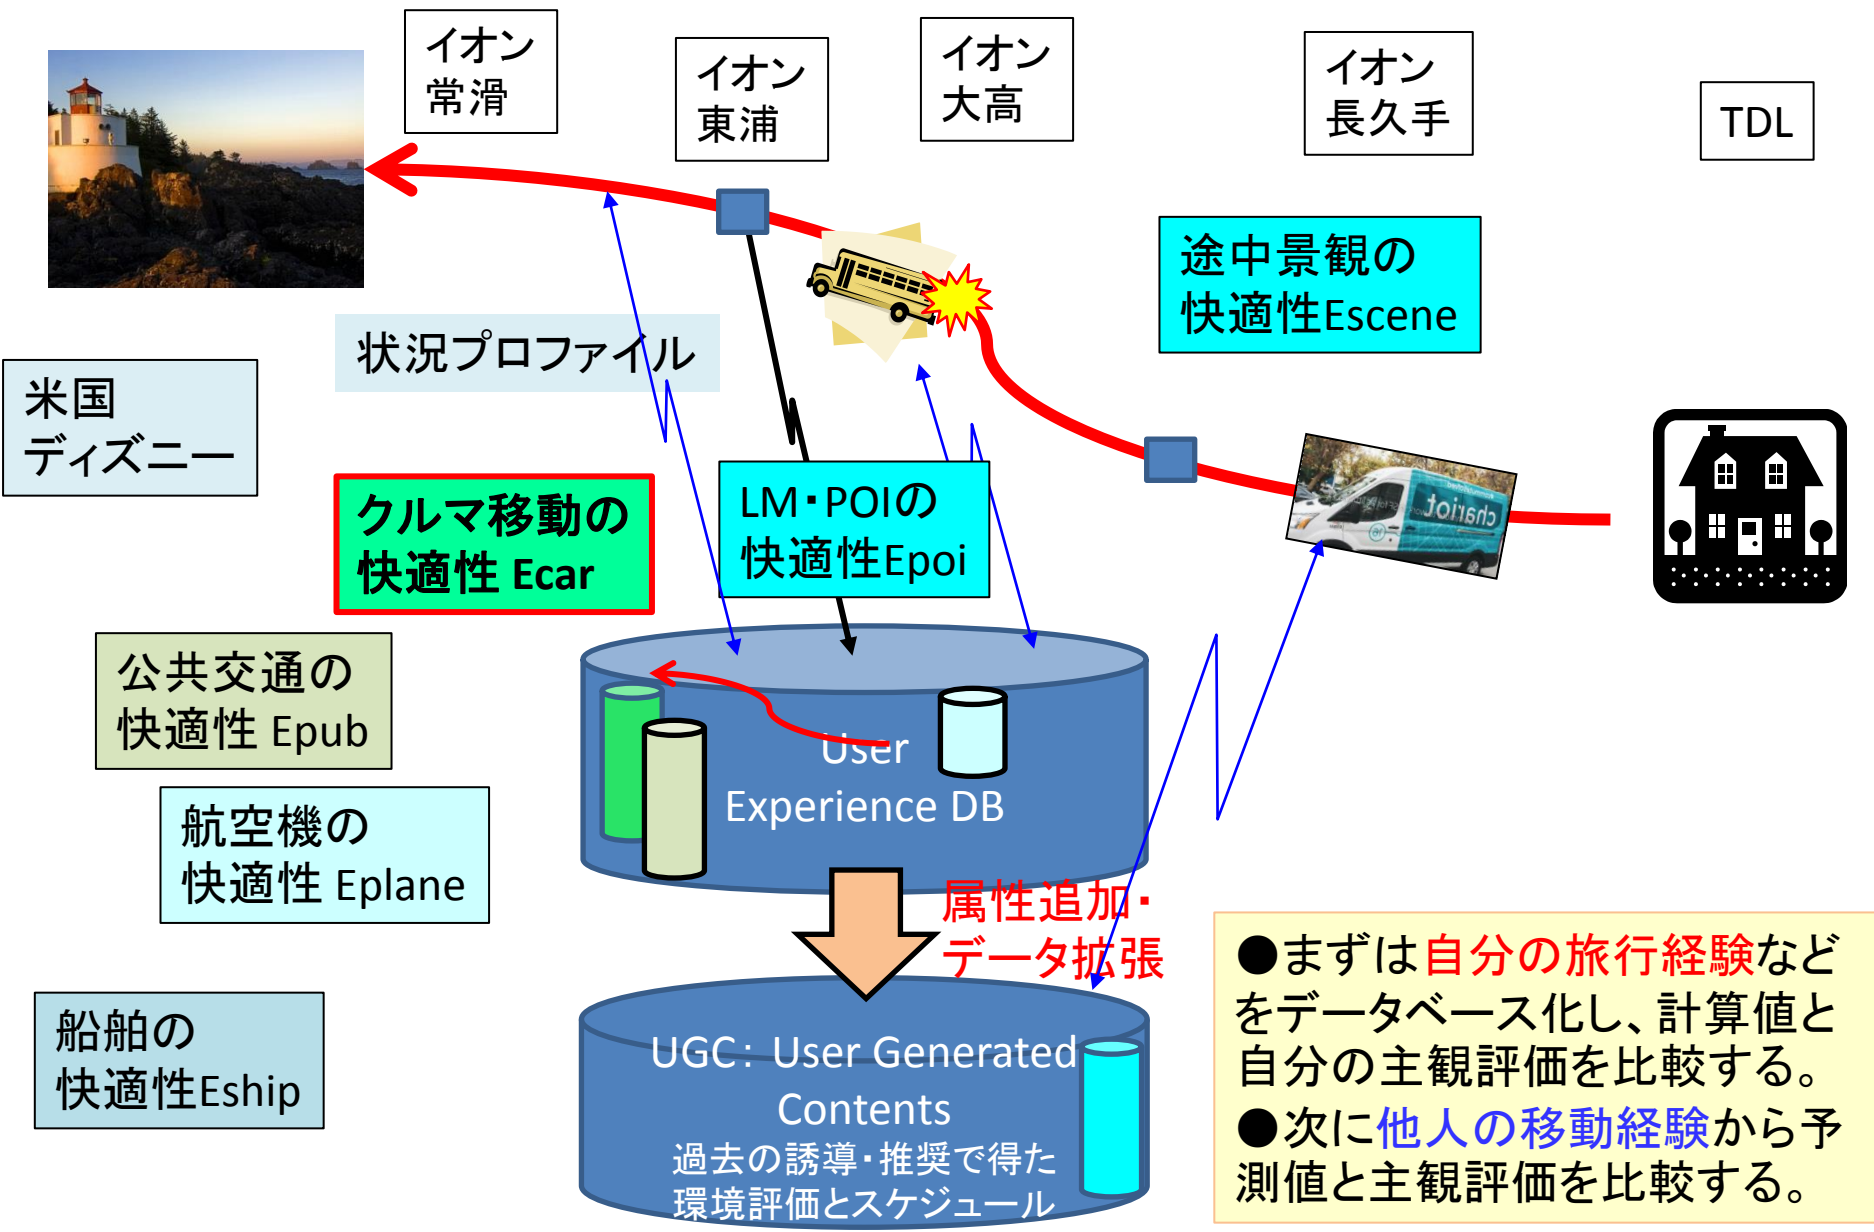 イオン
常滑
イオン
東浦
イオン
大高
イオン
長久手
TDL
途中景観の
快適性Escene
状況プロファイル
米国
ディズニー
クルマ移動の
快適性 Ecar
LM・POIの
快適性Epoi
chariot
公共交通の
快適性 Epub
航空機の
快適性 Eplane
船舶の
快適性Eship
User
Experience DB
属性追加・
データ拡張
UGC： User Generated
Contents
過去の誘導・推奨で得た
環境評価とスケジュール
●まずは自分の旅行経験など
をデータベース化し、計算値と
自分の主観評価を比較する。
●次に他人の移動経験から予
測値と主観評価を比較する。